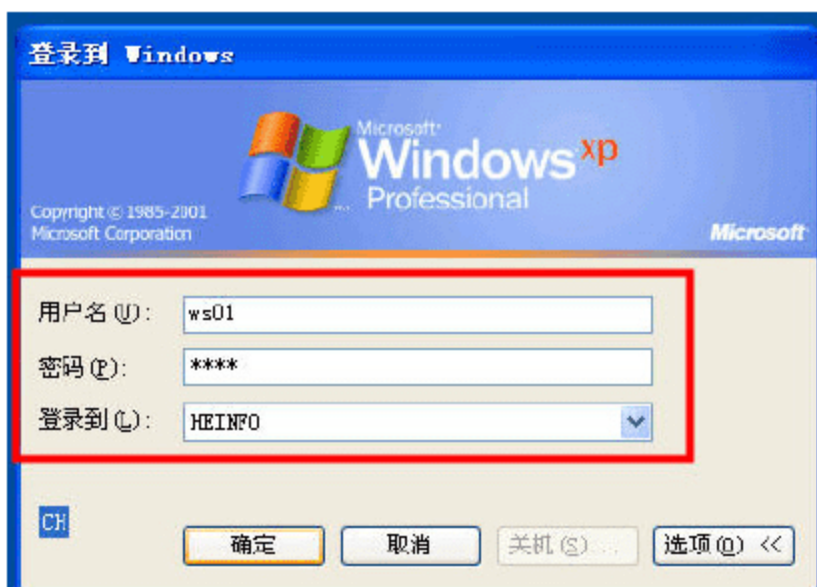 登录到 Windows
Microsoft
Windows xp
Professional
Copyright © 1985-2001
Microsoft Corporation
Microsoft
用户名(U): ws01
密码(P): ****
登录到(L): HEINFO
CH
确定 取消 关机(S)... 选项(O) <<